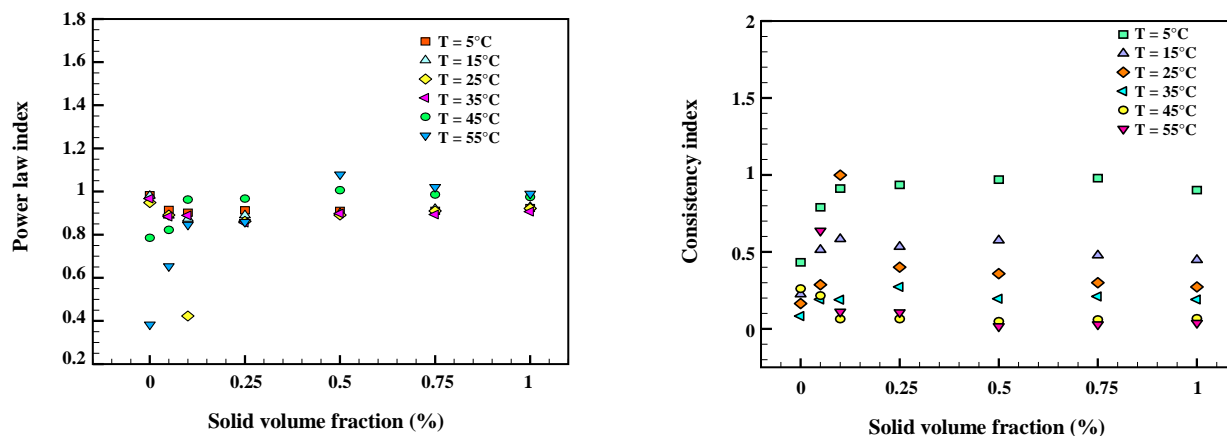 1.8
1.6
1.4
1.2
1
0.8
0.6
0.4
0.2
Power law index
T = 5°C
T = 15°C
T = 25°C
T = 35°C
T = 45°C
T = 55°C
0 0.25 0.5 0.75 1
Solid volume fraction (%)
2
1.5
1
0.5
0
Consistency index
T = 5°C
T = 15°C
T = 25°C
T = 35°C
T = 45°C
T = 55°C
0 0.25 0.5 0.75 1
Solid volume fraction (%)